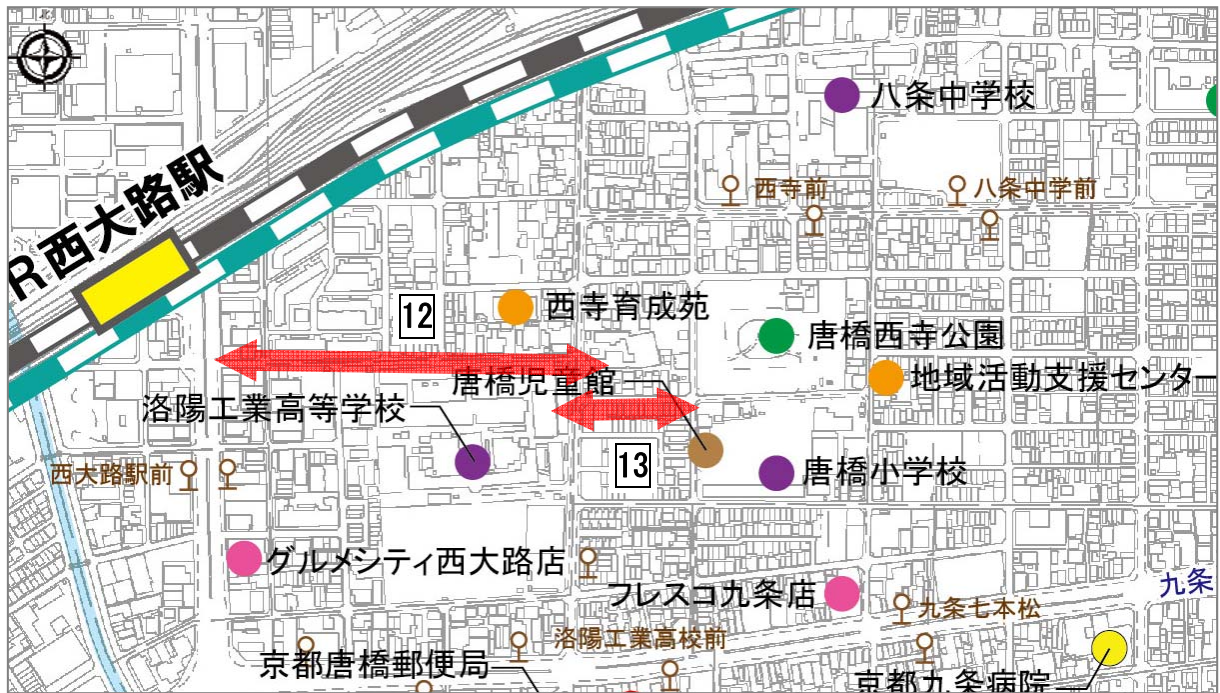 八条中学校
西寺前
八条中学前
R西大路駅
12
西寺育成苑
唐橋西寺公園
地域活動支援センター
唐橋児童館
洛陽工業高等学校
13
西大路駅前
唐橋小学校
グルメシティ西大路店
フレスコ九条店
九条
九条七本松
洛陽工業高校前
京都唐橋郵便局
京都九条病院